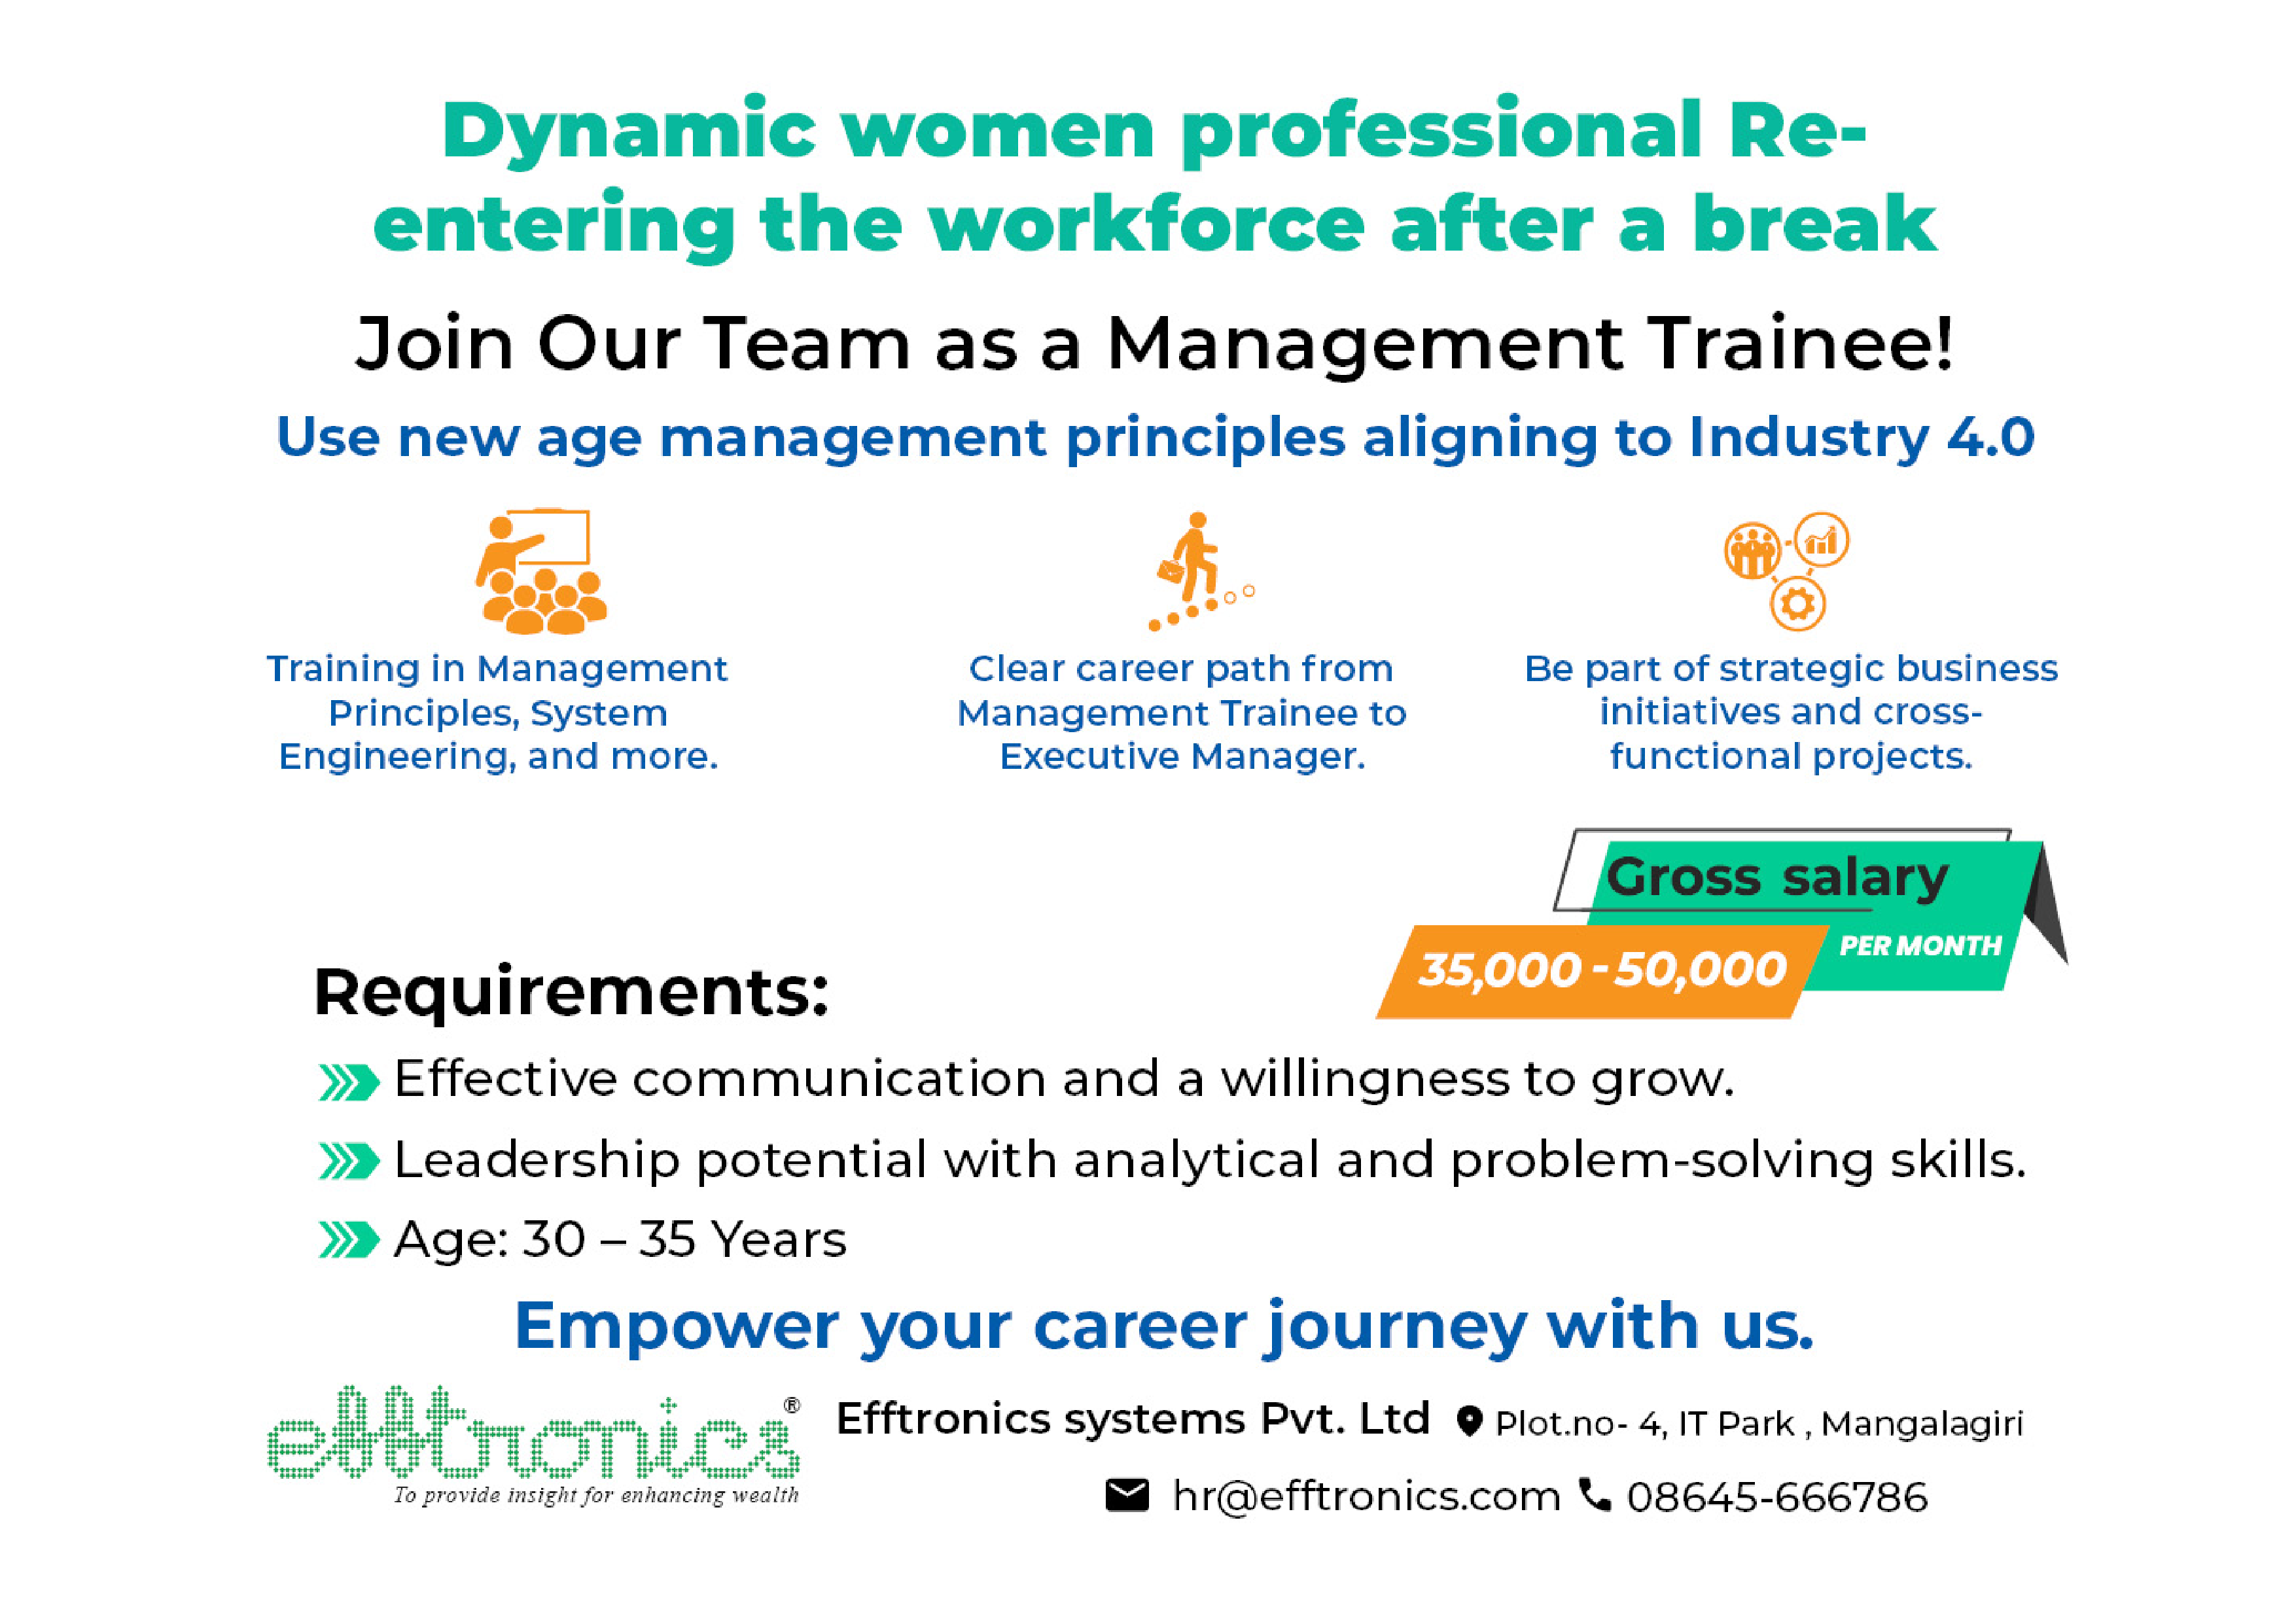 Dynamic women professional Re-
entering the workforce after a break
Join Our Team as a Management Trainee!
Use new age management principles aligning to Industry 4.0
Training in Management
Principles, System
Engineering, and more.
Clear career path from
Management Trainee to
Executive Manager.
Be part of strategic business
initiatives and cross-
functional projects.
Gross salary
35,000 - 50,000
PER MONTH
Requirements:
Effective communication and a willingness to grow.
Leadership potential with analytical and problem-solving skills.
Age: 30 – 35 Years
Empower your career journey with us.
efftronics®
To provide insight for enhancing wealth
Efftronics systems Pvt. Ltd
Plot.no- 4, IT Park , Mangalagiri
hr@efftronics.com
08645-666786